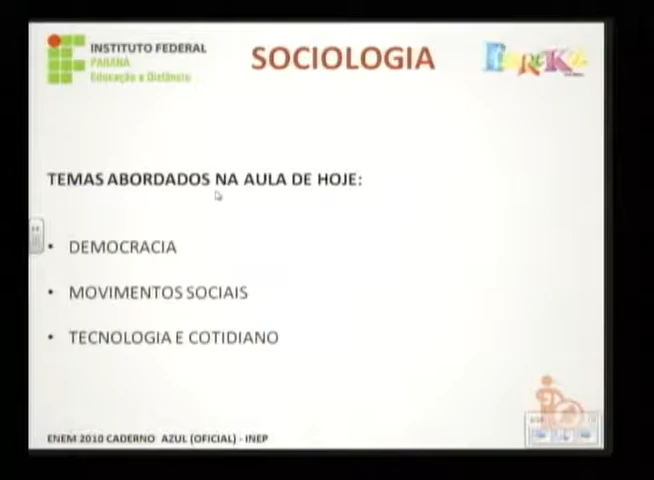 INSTITUTO FEDERAL
PARANÁ
Educação a Distância
SOCIOLOGIA
EUREKA
TEMAS ABORDADOS NA AULA DE HOJE:
• DEMOCRACIA
• MOVIMENTOS SOCIAIS
• TECNOLOGIA E COTIDIANO
ENEM 2010 CADERNO AZUL (OFICIAL) - INEP